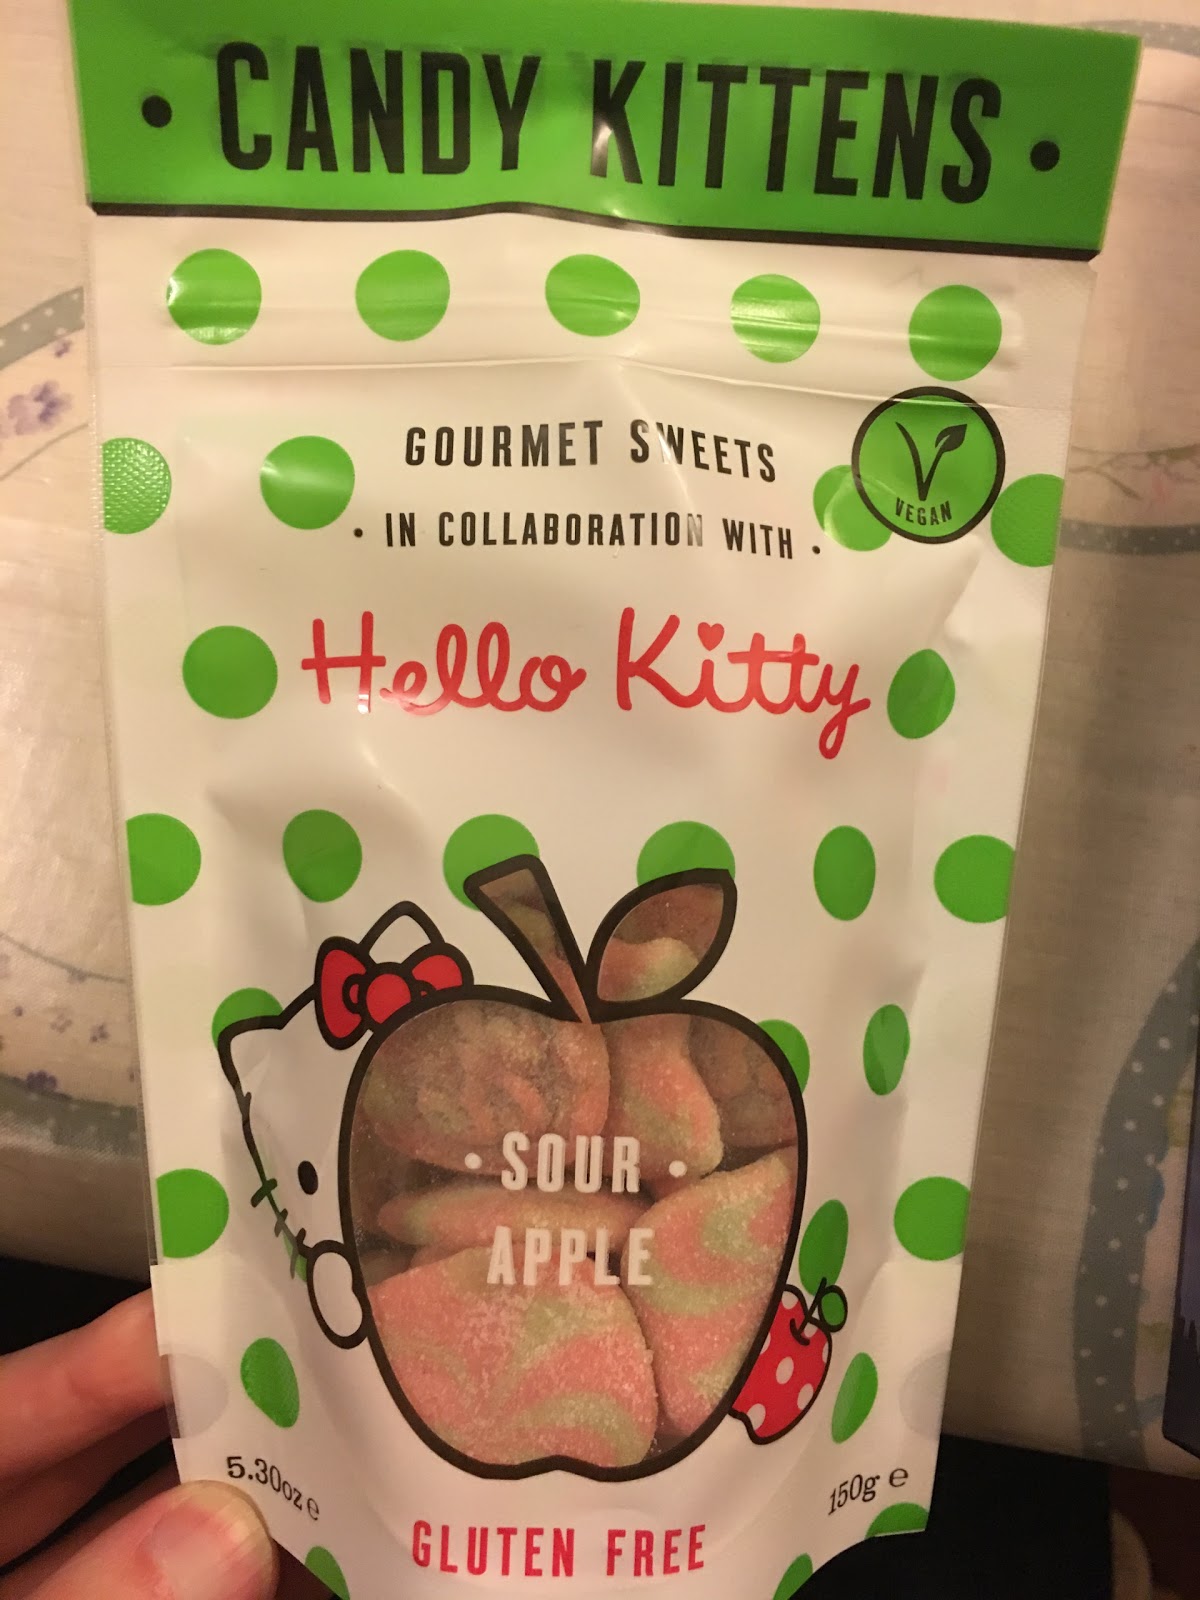 • CANDY KITTENS •
GOURMET SWEETS
• IN COLLABORATION WITH •
VEGAN
Hello Kitty
• SOUR •
APPLE
5.30oz e
150g e
GLUTEN FREE